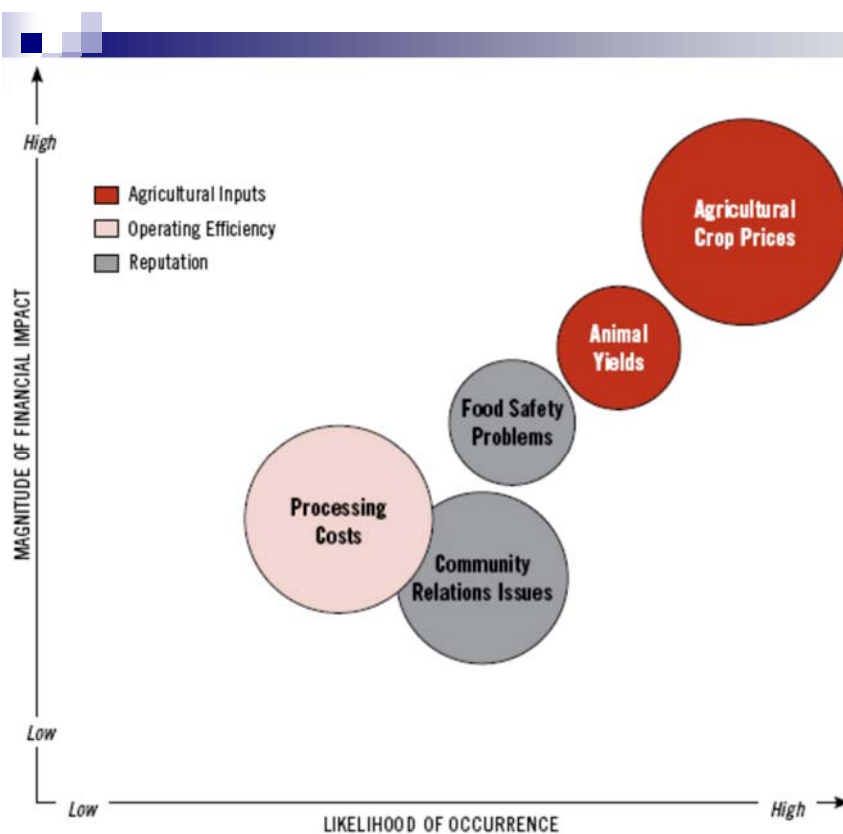 High
Agricultural Inputs
Operating Efficiency
Reputation
Agricultural
Crop Prices
Animal
Yields
Food Safety
Problems
Processing
Costs
Community
Relations Issues
MAGNITUDE OF FINANCIAL IMPACT
Low
Low
High
LIKELIHOOD OF OCCURRENCE